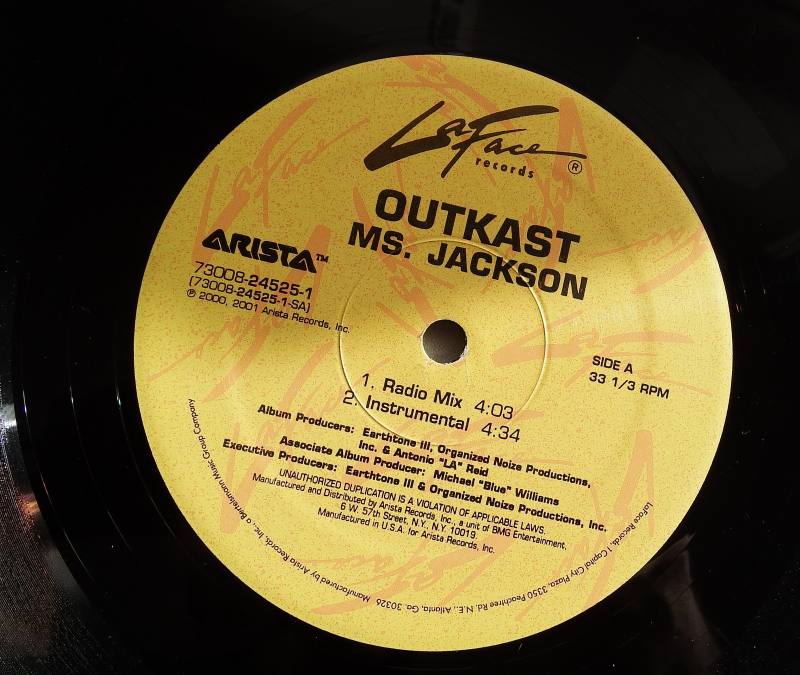 LaFace
records ®
OUTKAST
MS. JACKSON
ARISTA™
73008-24525-1
(73008-24525-1-SA)
℗ 2000, 2001 Arista Records, Inc.
SIDE A
33 1/3 RPM
1. Radio Mix 4:03
2. Instrumental 4:34
Album Producers: Earthtone III, Organized Noize Productions,
Inc. & Antonio "LA" Reid
Associate Album Producer: Michael "Blue" Williams
Executive Producers: Earthtone III & Organized Noize Productions, Inc.
UNAUTHORIZED DUPLICATION IS A VIOLATION OF APPLICABLE LAWS.
Manufactured and Distributed by Arista Records, Inc., a unit of BMG Entertainment,
6 W. 57th Street, N.Y., N.Y. 10019.
Manufactured in U.S.A. for Arista Records, Inc.
LaFace Records, 1 Capital City Plaza, 3350 Peachtree Rd. N.E., Atlanta, Ga. 30326 Manufactured by Arista Records, Inc., a Bertelsmann Music Group Company